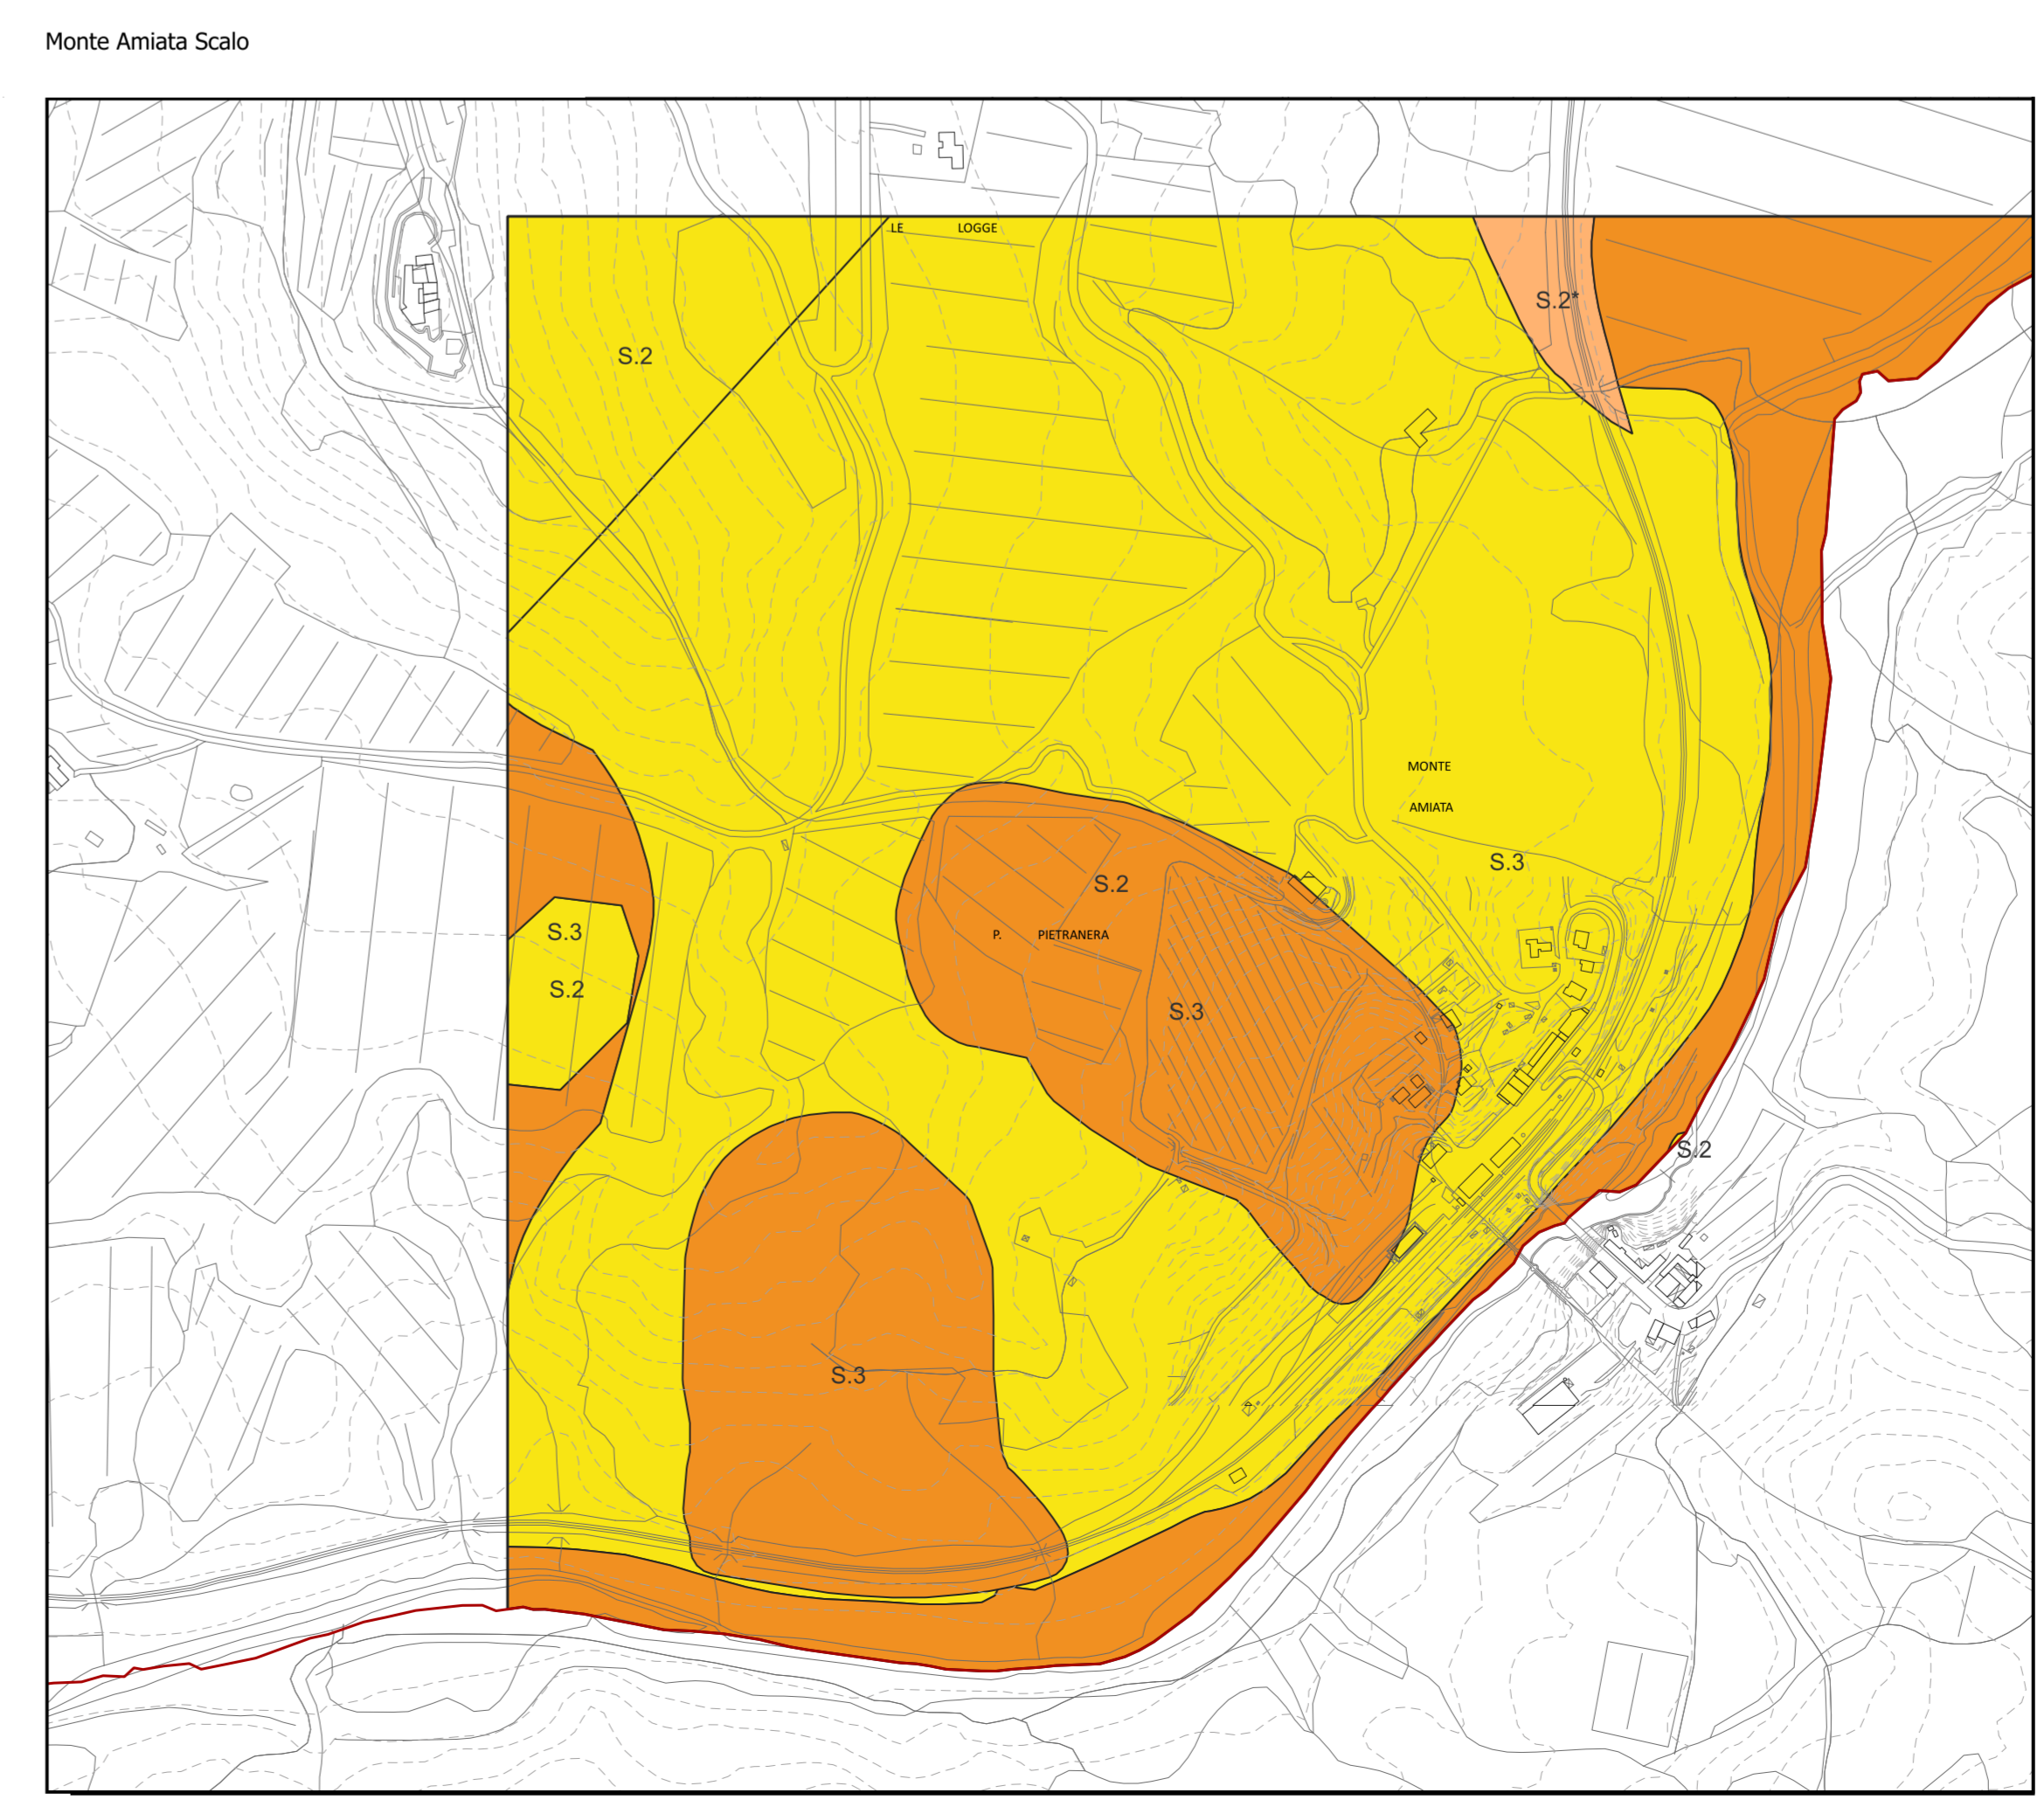 Monte Amiata Scalo
LE LOGGE
S.2*
S.2
MONTE
AMIATA
S.3
S.2
S.3
P. PIETRANERA
S.2
S.3
S.2
S.3